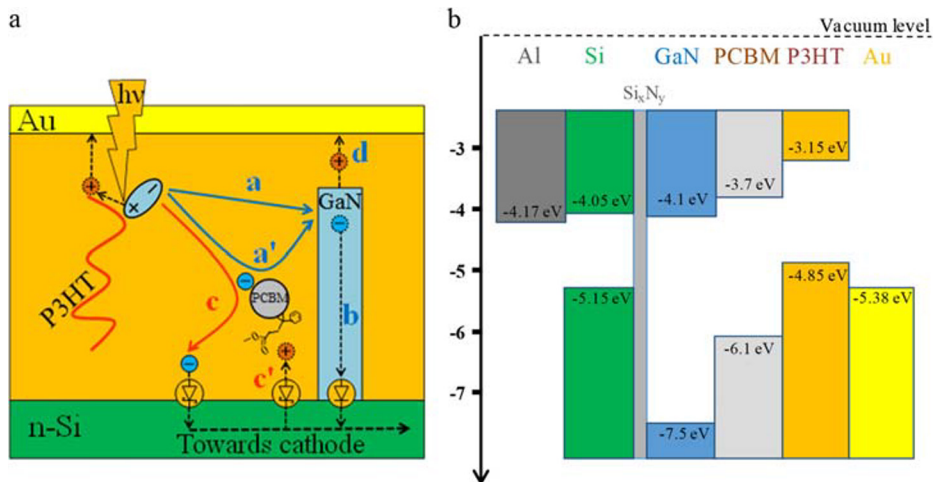 a
Au
hν
d
a
GaN
a'
P3HT
c
PCBM
b
c'
n-Si
Towards cathode
b
Vacuum level
Al Si GaN PCBM P3HT Au
SixNy
-3
-4
-5
-6
-7
-4.17 eV
-4.05 eV
-5.15 eV
-4.1 eV
-7.5 eV
-3.7 eV
-6.1 eV
-3.15 eV
-4.85 eV
-5.38 eV